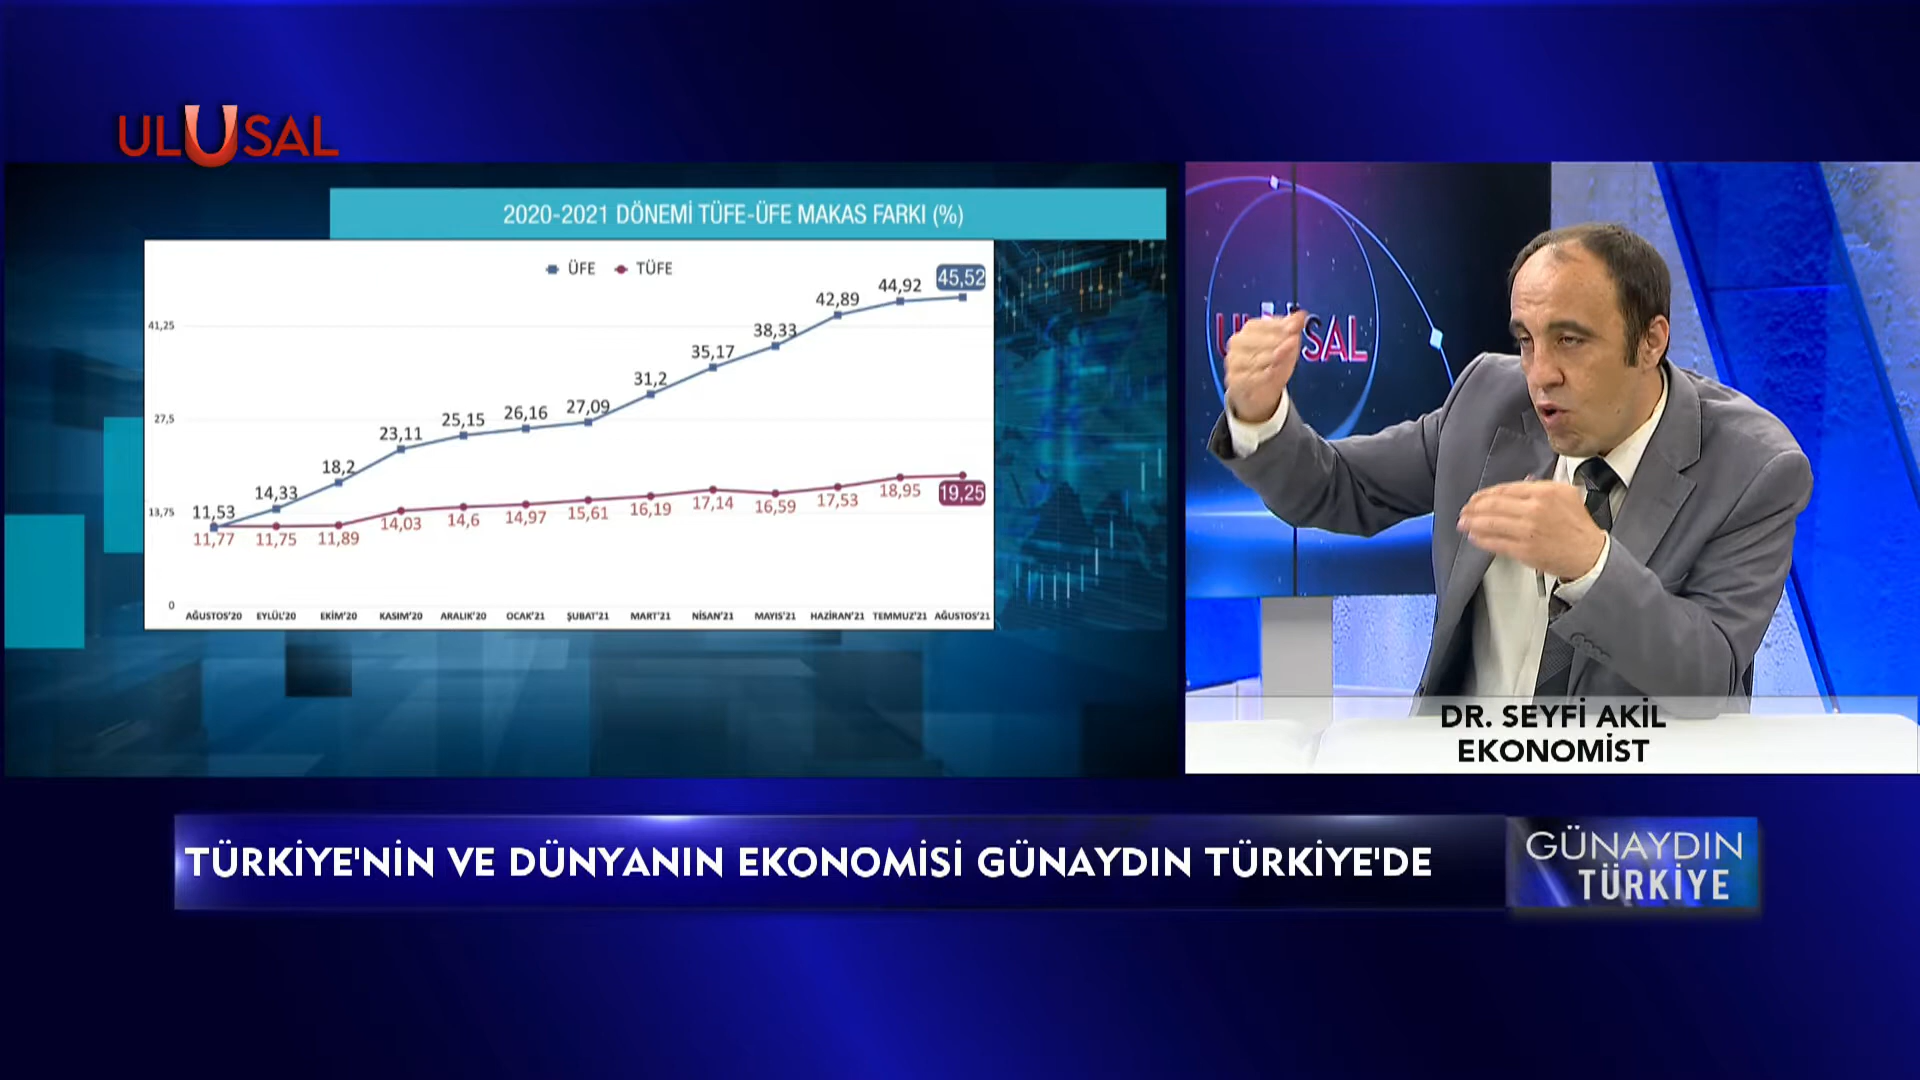 ULUSAL
2020-2021 DÖNEMİ TÜFE-ÜFE MAKAS FARKI (%)
ÜFE TÜFE
41,25
27,5
13,75
0
11,53 14,33 18,2 23,11 25,15 26,16 27,09 31,2 35,17 38,33 42,89 44,92 45,52
11,77 11,75 11,89 14,03 14,6 14,97 15,61 16,19 17,14 16,59 17,53 18,95 19,25
AĞUSTOS'20 EYLÜL'20 EKİM'20 KASIM'20 ARALIK'20 OCAK'21 ŞUBAT'21 MART'21 NİSAN'21 MAYIS'21 HAZİRAN'21 TEMMUZ'21 AĞUSTOS'21
ULUSAL
DR. SEYFİ AKİL
EKONOMİST
TÜRKİYE'NİN VE DÜNYANIN EKONOMİSİ GÜNAYDIN TÜRKİYE'DE
GÜNAYDIN
TÜRKİYE